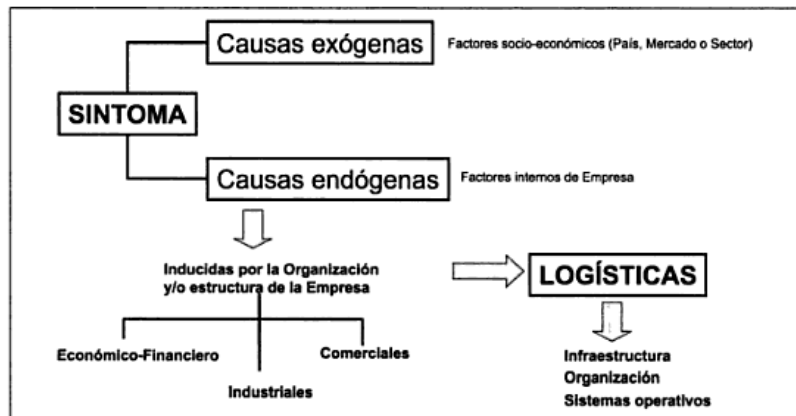 Causas exógenas
Factores socio-económicos (País, Mercado o Sector)
SINTOMA
Causas endógenas
Factores internos de Empresa
Inducidas por la Organización
y/o estructura de la Empresa
LOGÍSTICAS
Económico-Financiero
Comerciales
Industriales
Infraestructura
Organización
Sistemas operativos